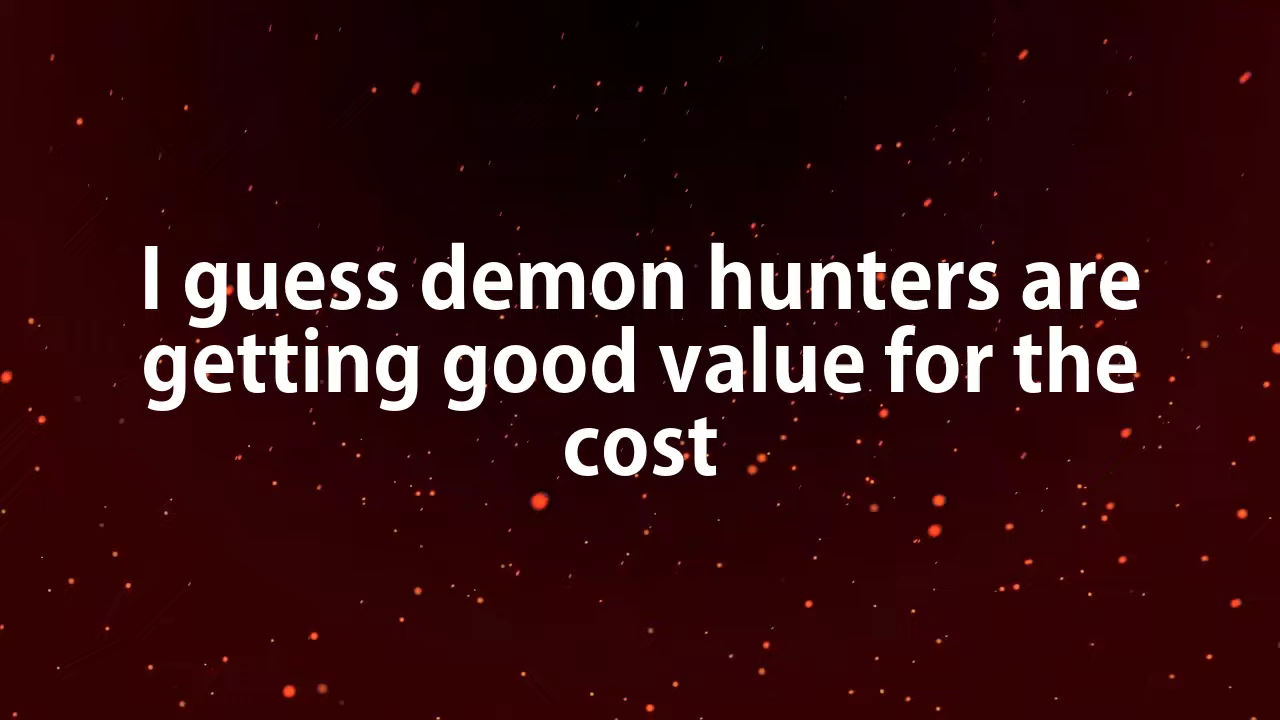 I guess demon hunters are
getting good value for the
cost